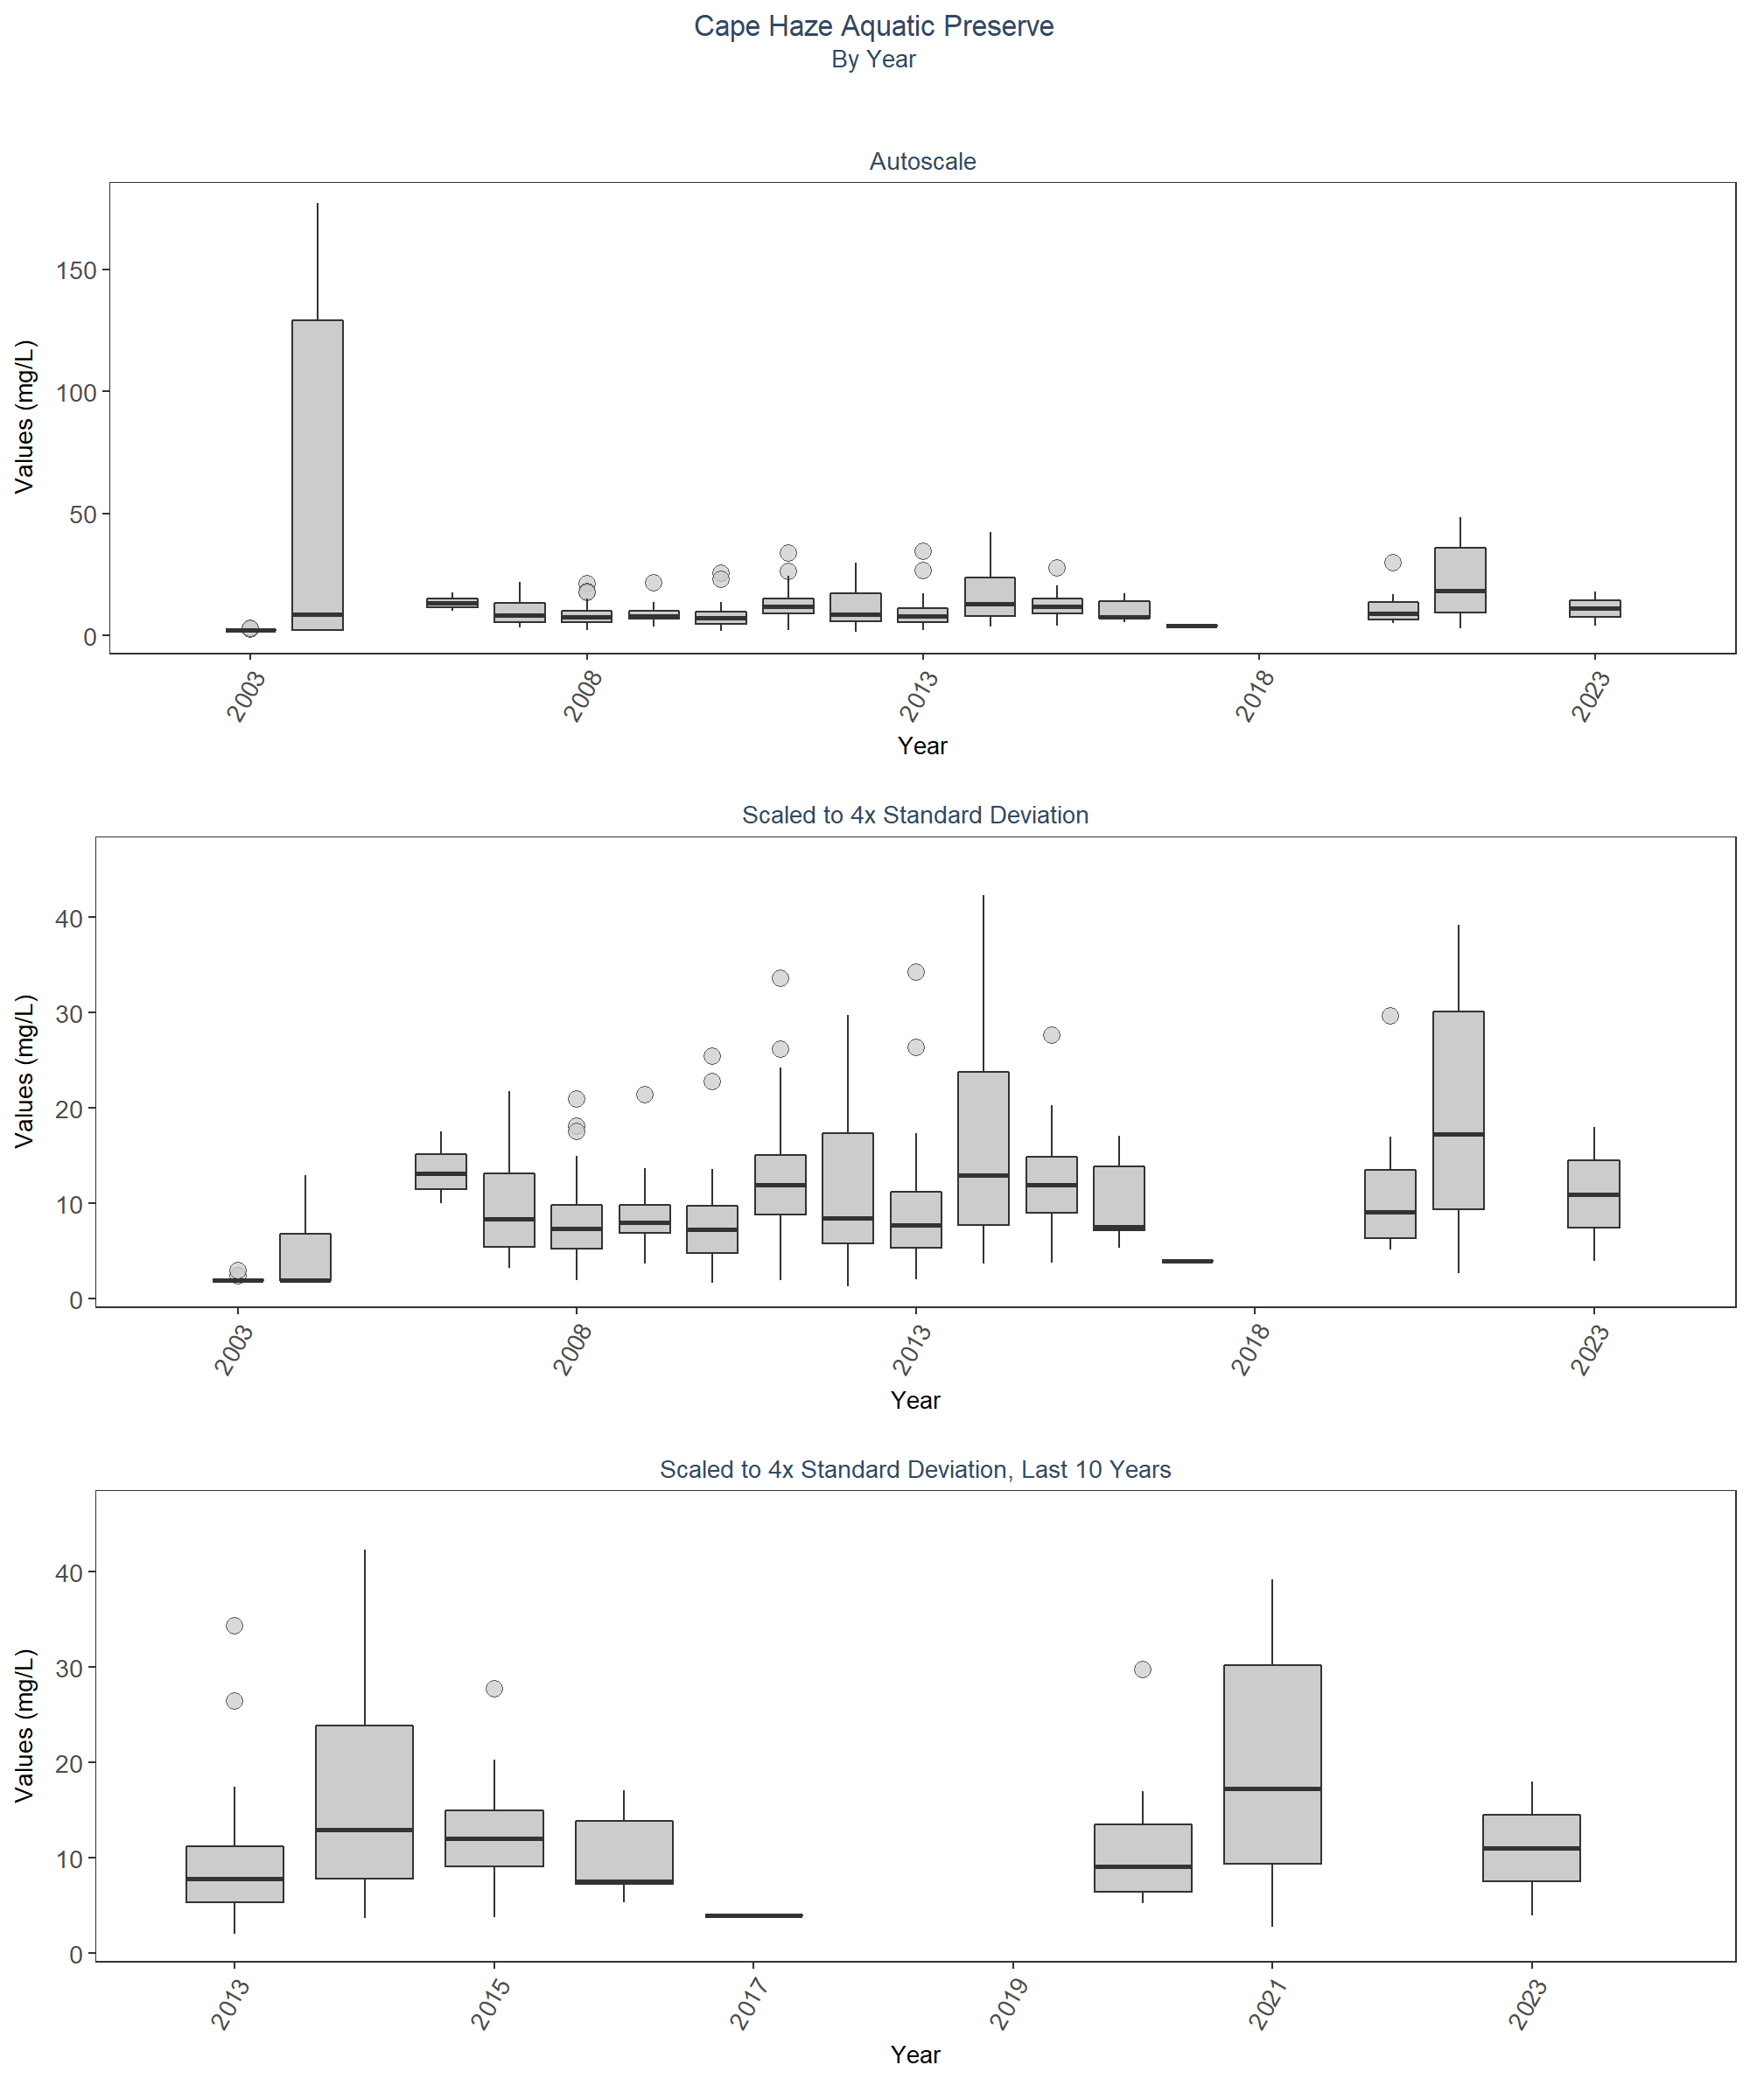 Cape Haze Aquatic Preserve
By Year
Autoscale
Values (mg/L)
150
100
50
0
2003
2008
2013
2018
2023
Year
Scaled to 4x Standard Deviation
Values (mg/L)
40
30
20
10
0
2003
2008
2013
2018
2023
Year
Scaled to 4x Standard Deviation, Last 10 Years
Values (mg/L)
40
30
20
10
0
2013
2015
2017
2019
2021
2023
Year